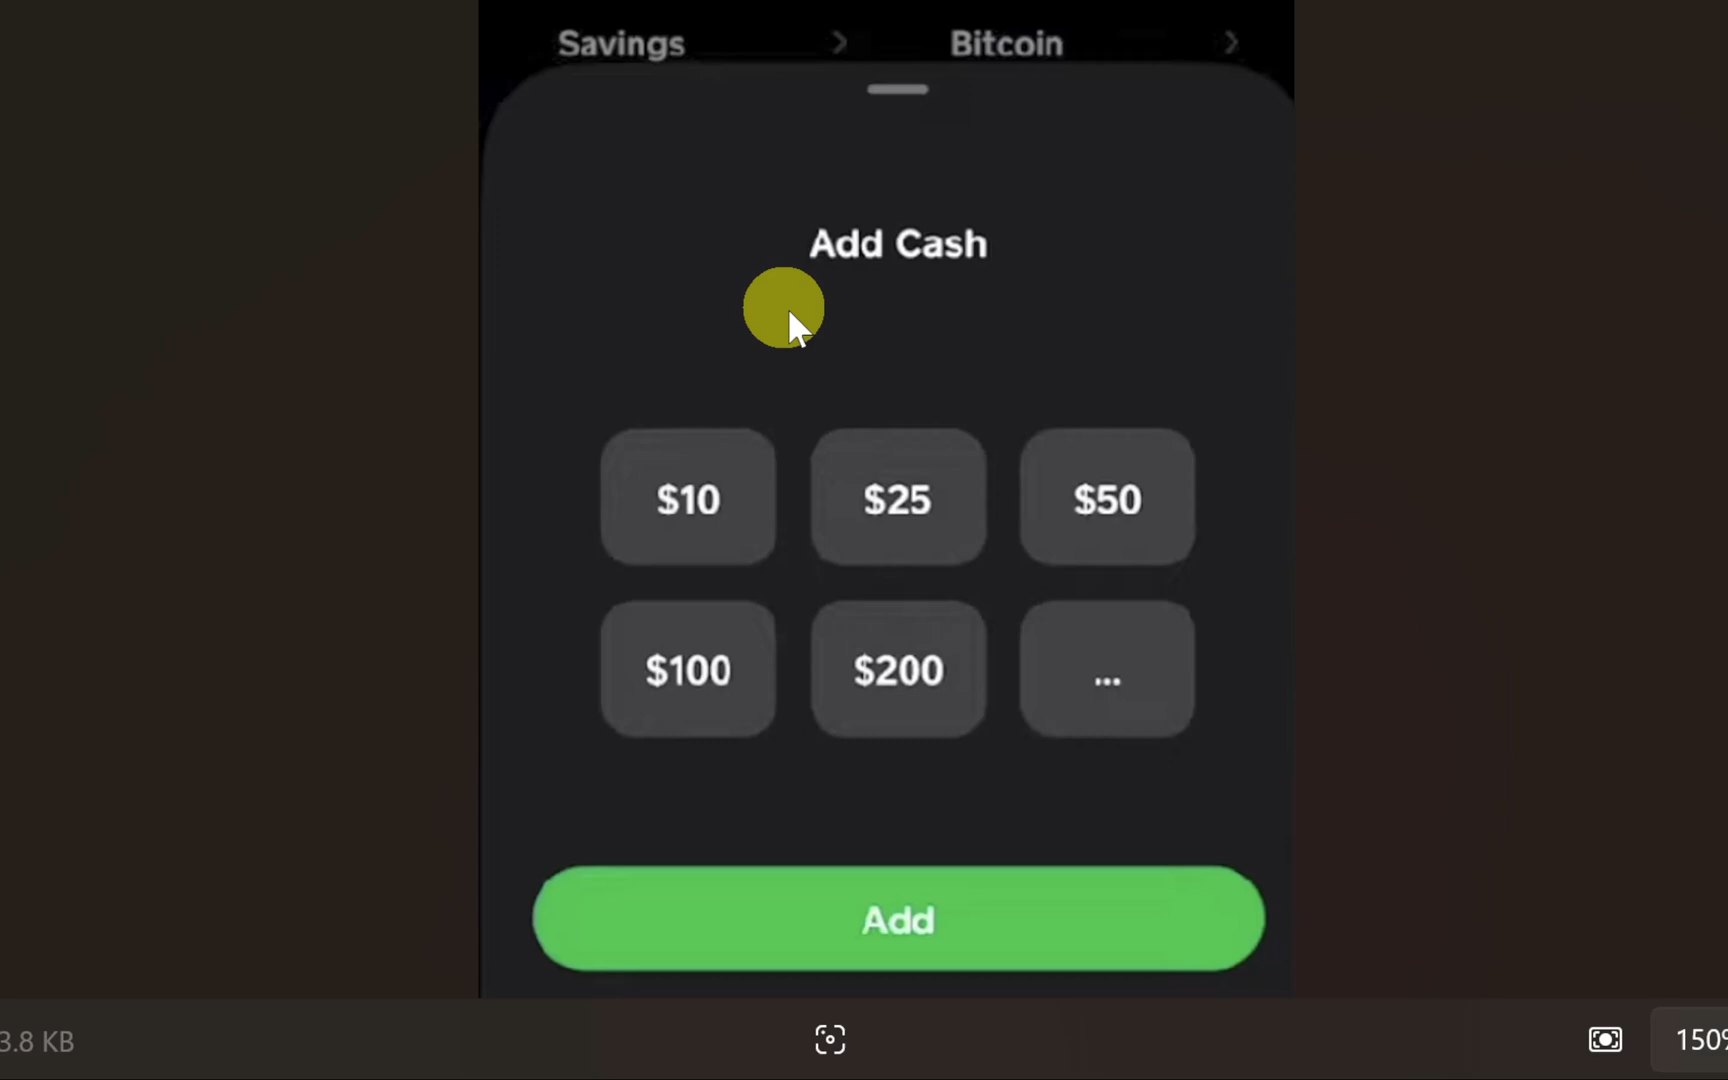 Savings Bitcoin
Add Cash
$10 $25 $50
$100 $200 ...
Add
3.8 KB 150%